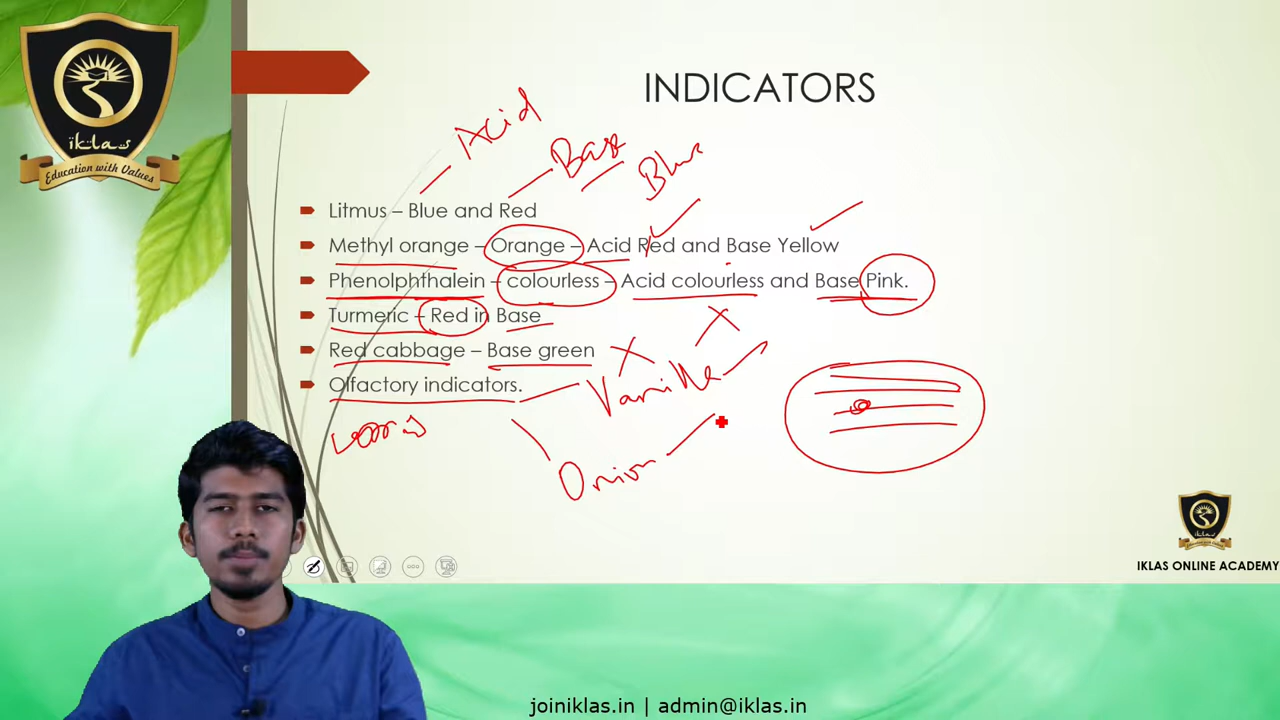 iklas
Education with Values
INDICATORS
Acid
Base
Blue
Litmus – Blue and Red
Methyl orange – Orange – Acid Red and Base Yellow
Phenolphthalein – colourless – Acid colourless and Base Pink.
Turmeric – Red in Base
Red cabbage – Base green
Olfactory indicators.
Vanilla
Onion
IKLAS ONLINE ACADEMY
joiniklas.in | admin@iklas.in